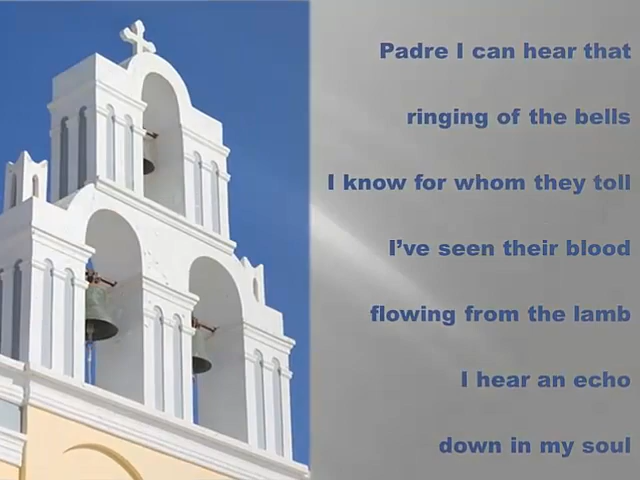 Padre I can hear that
ringing of the bells
I know for whom they toll
I’ve seen their blood
flowing from the lamb
I hear an echo
down in my soul